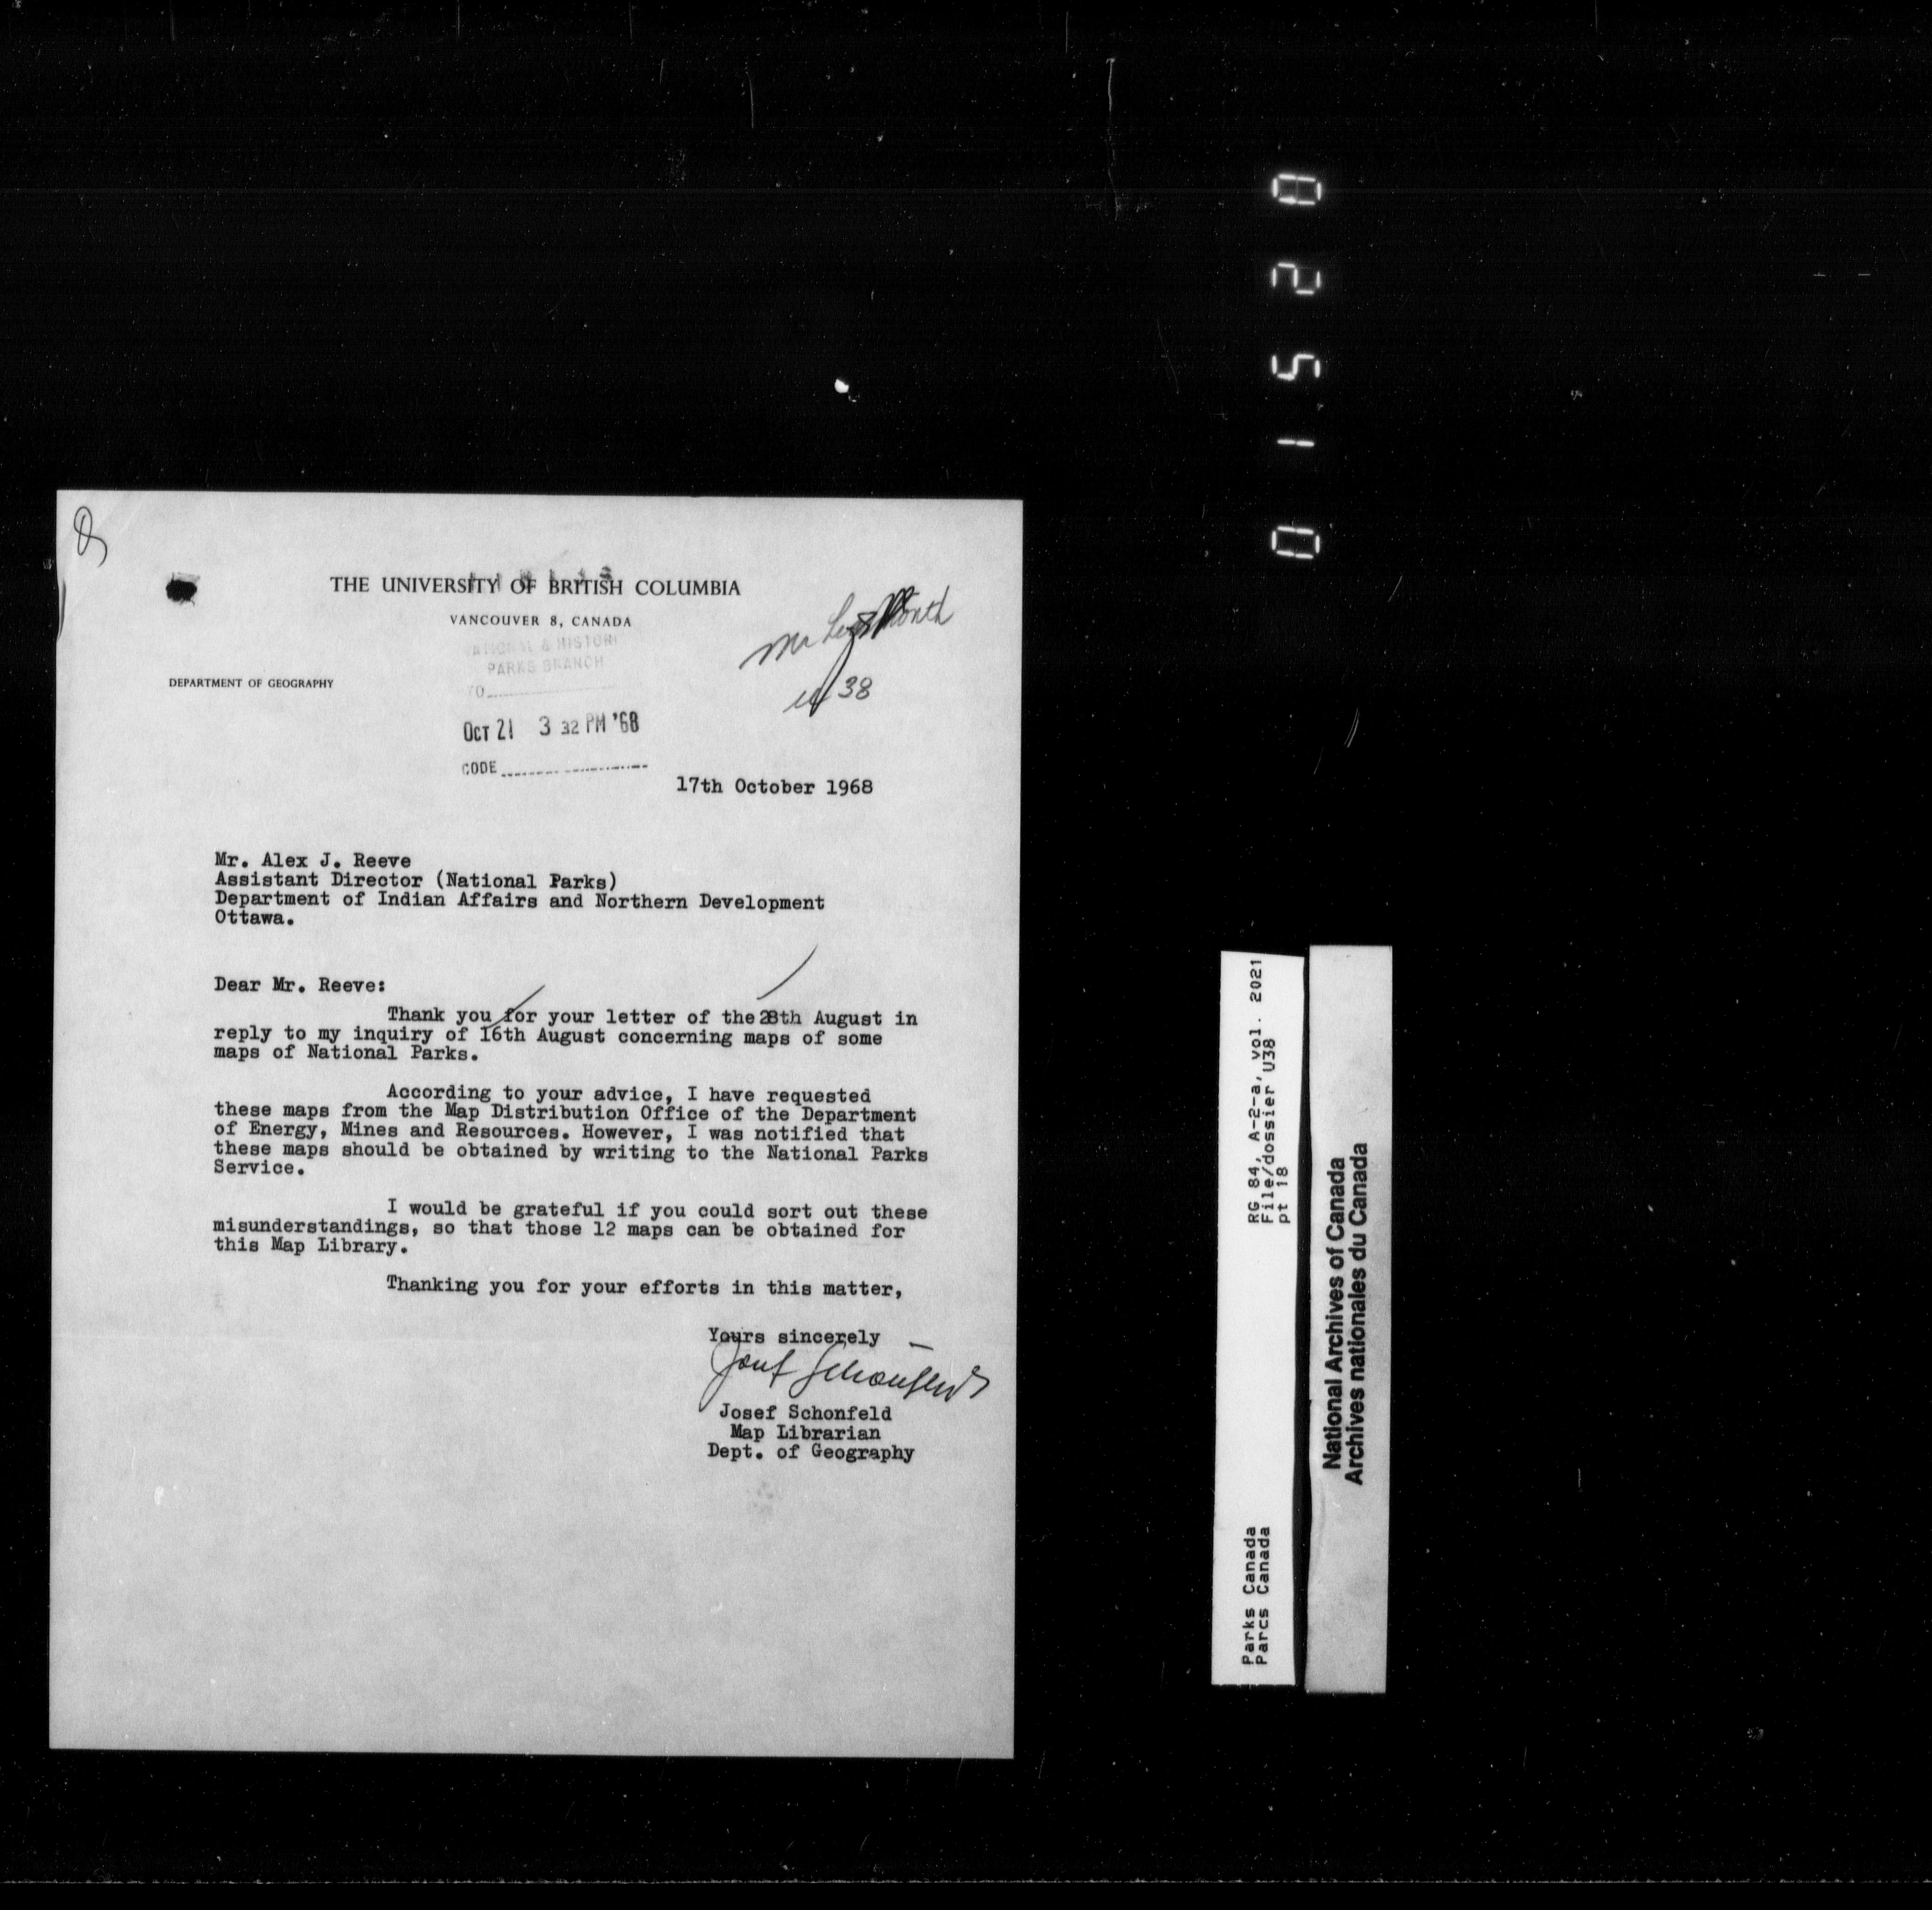 THE UNIVERSITY OF BRITISH COLUMBIA
VANCOUVER 8, CANADA
NATIONAL & HISTORI
PARKS BRANCH
TO
DEPARTMENT OF GEOGRAPHY
Mr
U 38
OCT 21 3 32 PM '68
CODE
17th October 1968
Mr. Alex J. Reeve
Assistant Director (National Parks)
Department of Indian Affairs and Northern Development
Ottawa.
Dear Mr. Reeve:
Thank you for your letter of the 28th August in
reply to my inquiry of 16th August concerning maps of some
maps of National Parks.
According to your advice, I have requested
these maps from the Map Distribution Office of the Department
of Energy, Mines and Resources. However, I was notified that
these maps should be obtained by writing to the National Parks
Service.
I would be grateful if you could sort out these
misunderstandings, so that those 12 maps can be obtained for
this Map Library.
Thanking you for your efforts in this matter,
Yours sincerely
Josef Schonfeld
Josef Schonfeld
Map Librarian
Dept. of Geography
01520
RG 84, A-2-a, vol. 2021
File/dossier U38
pt 18
Parks Canada
Parcs Canada
National Archives of Canada
Archives nationales du Canada